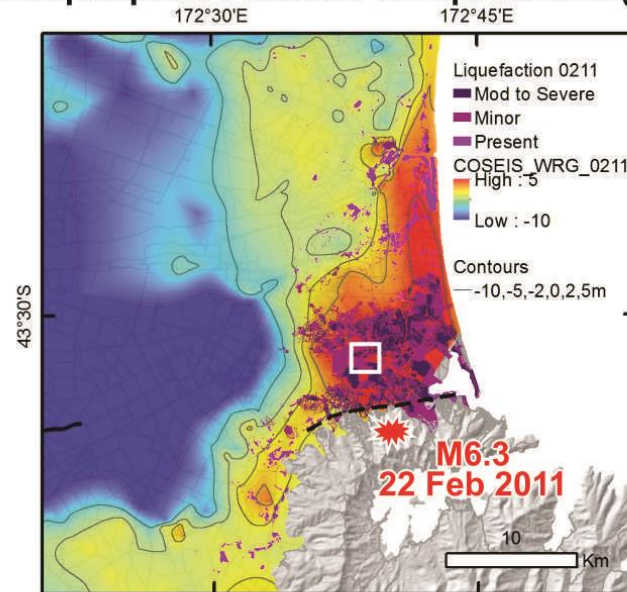 172°30'E
172°45'E
Liquefaction 0211
Mod to Severe
Minor
Present
COSEIS_WRG_0211
High : 5
Low : -10
Contours
-10,-5,-2,0,2,5m
43°30'S
M6.3
22 Feb 2011
10
Km